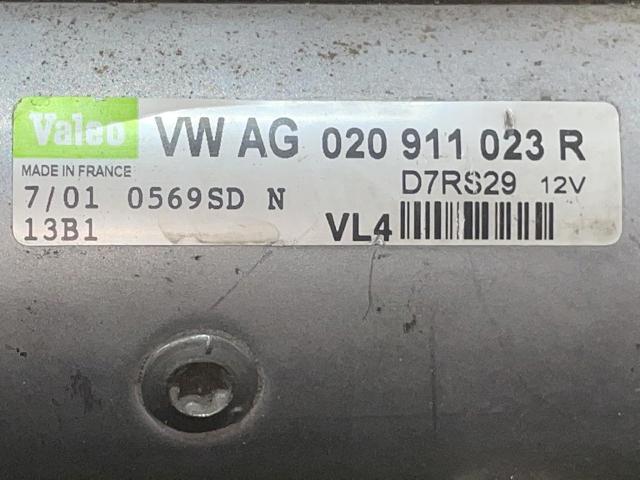 Valeo VW AG 020 911 023 R
MADE IN FRANCE D7RS29 12V
7/01 0569SD N
13B1 VL4